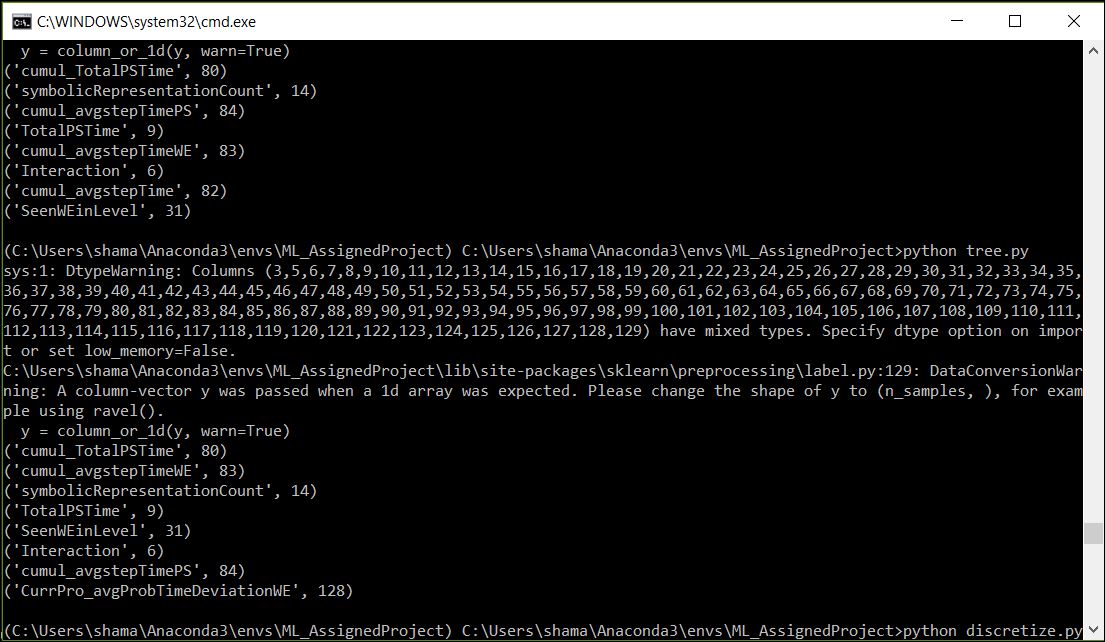 C:\WINDOWS\system32\cmd.exe
  y = column_or_1d(y, warn=True)
('cumul_TotalPSTime', 80)
('symbolicRepresentationCount', 14)
('cumul_avgstepTimePS', 84)
('TotalPSTime', 9)
('cumul_avgstepTimeWE', 83)
('Interaction', 6)
('cumul_avgstepTime', 82)
('SeenWEinLevel', 31)
(C:\Users\shama\Anaconda3\envs\ML_AssignedProject) C:\Users\shama\Anaconda3\envs\ML_AssignedProject>python tree.py
sys:1: DtypeWarning: Columns (3,5,6,7,8,9,10,11,12,13,14,15,16,17,18,19,20,21,22,23,24,25,26,27,28,29,30,31,32,33,34,35,
36,37,38,39,40,41,42,43,44,45,46,47,48,49,50,51,52,53,54,55,56,57,58,59,60,61,62,63,64,65,66,67,68,69,70,71,72,73,74,75,
76,77,78,79,80,81,82,83,84,85,86,87,88,89,90,91,92,93,94,95,96,97,98,99,100,101,102,103,104,105,106,107,108,109,110,111,
112,113,114,115,116,117,118,119,120,121,122,123,124,125,126,127,128,129) have mixed types. Specify dtype option on impor
t or set low_memory=False.
C:\Users\shama\Anaconda3\envs\ML_AssignedProject\lib\site-packages\sklearn\preprocessing\label.py:129: DataConversionWar
ning: A column-vector y was passed when a 1d array was expected. Please change the shape of y to (n_samples, ), for exam
ple using ravel().
  y = column_or_1d(y, warn=True)
('cumul_TotalPSTime', 80)
('cumul_avgstepTimeWE', 83)
('symbolicRepresentationCount', 14)
('TotalPSTime', 9)
('SeenWEinLevel', 31)
('Interaction', 6)
('cumul_avgstepTimePS', 84)
('CurrPro_avgProbTimeDeviationWE', 128)
(C:\Users\shama\Anaconda3\envs\ML_AssignedProject) C:\Users\shama\Anaconda3\envs\ML_AssignedProject>python discretize.py